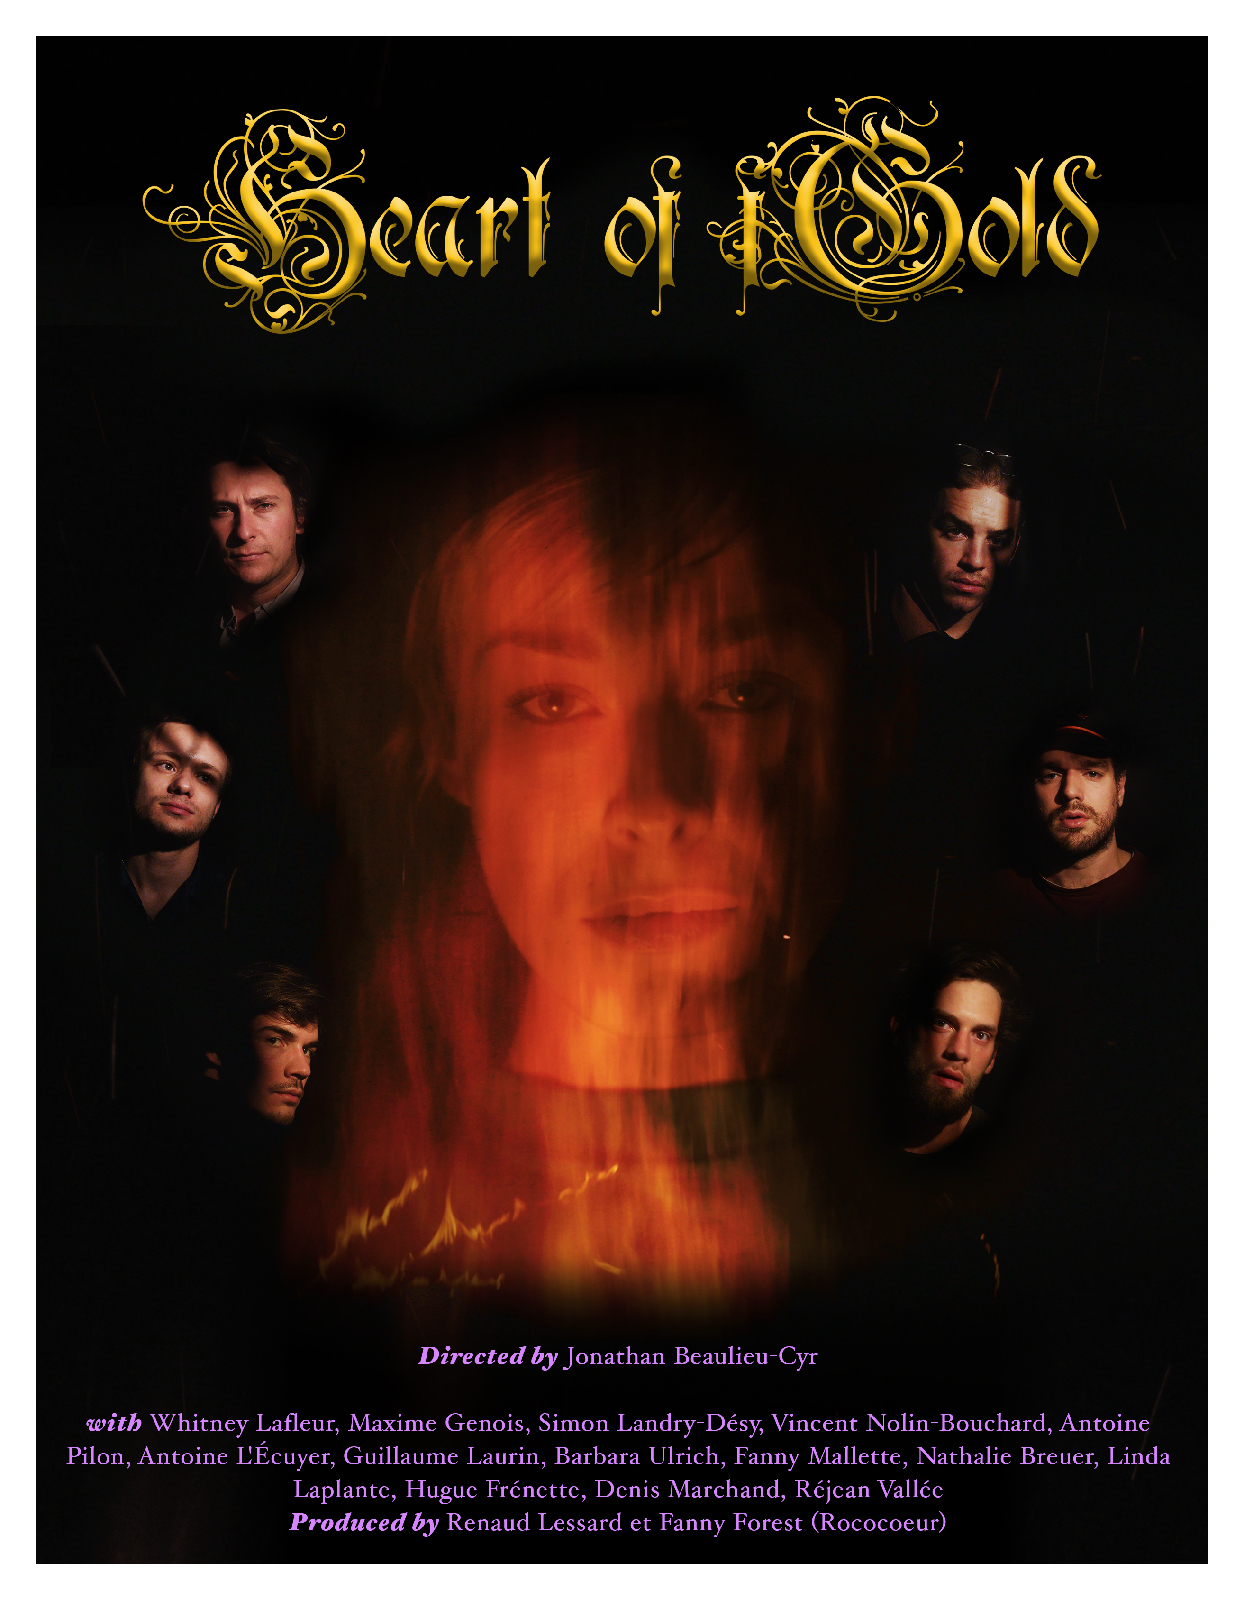 Heart of Gold
Directed by Jonathan Beaulieu-Cyr
with Whitney Lafleur, Maxime Genois, Simon Landry-Désy, Vincent Nolin-Bouchard, Antoine
Pilon, Antoine L'Écuyer, Guillaume Laurin, Barbara Ulrich, Fanny Mallette, Nathalie Breuer, Linda
Laplante, Hugue Frénette, Denis Marchand, Réjean Vallée
Produced by Renaud Lessard et Fanny Forest (Rococoeur)